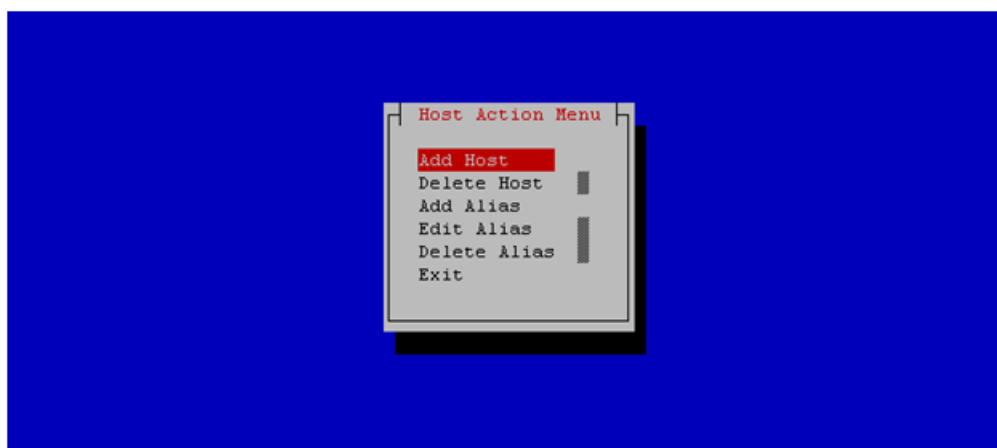 Host Action Menu
Add Host
Delete Host
Add Alias
Edit Alias
Delete Alias
Exit